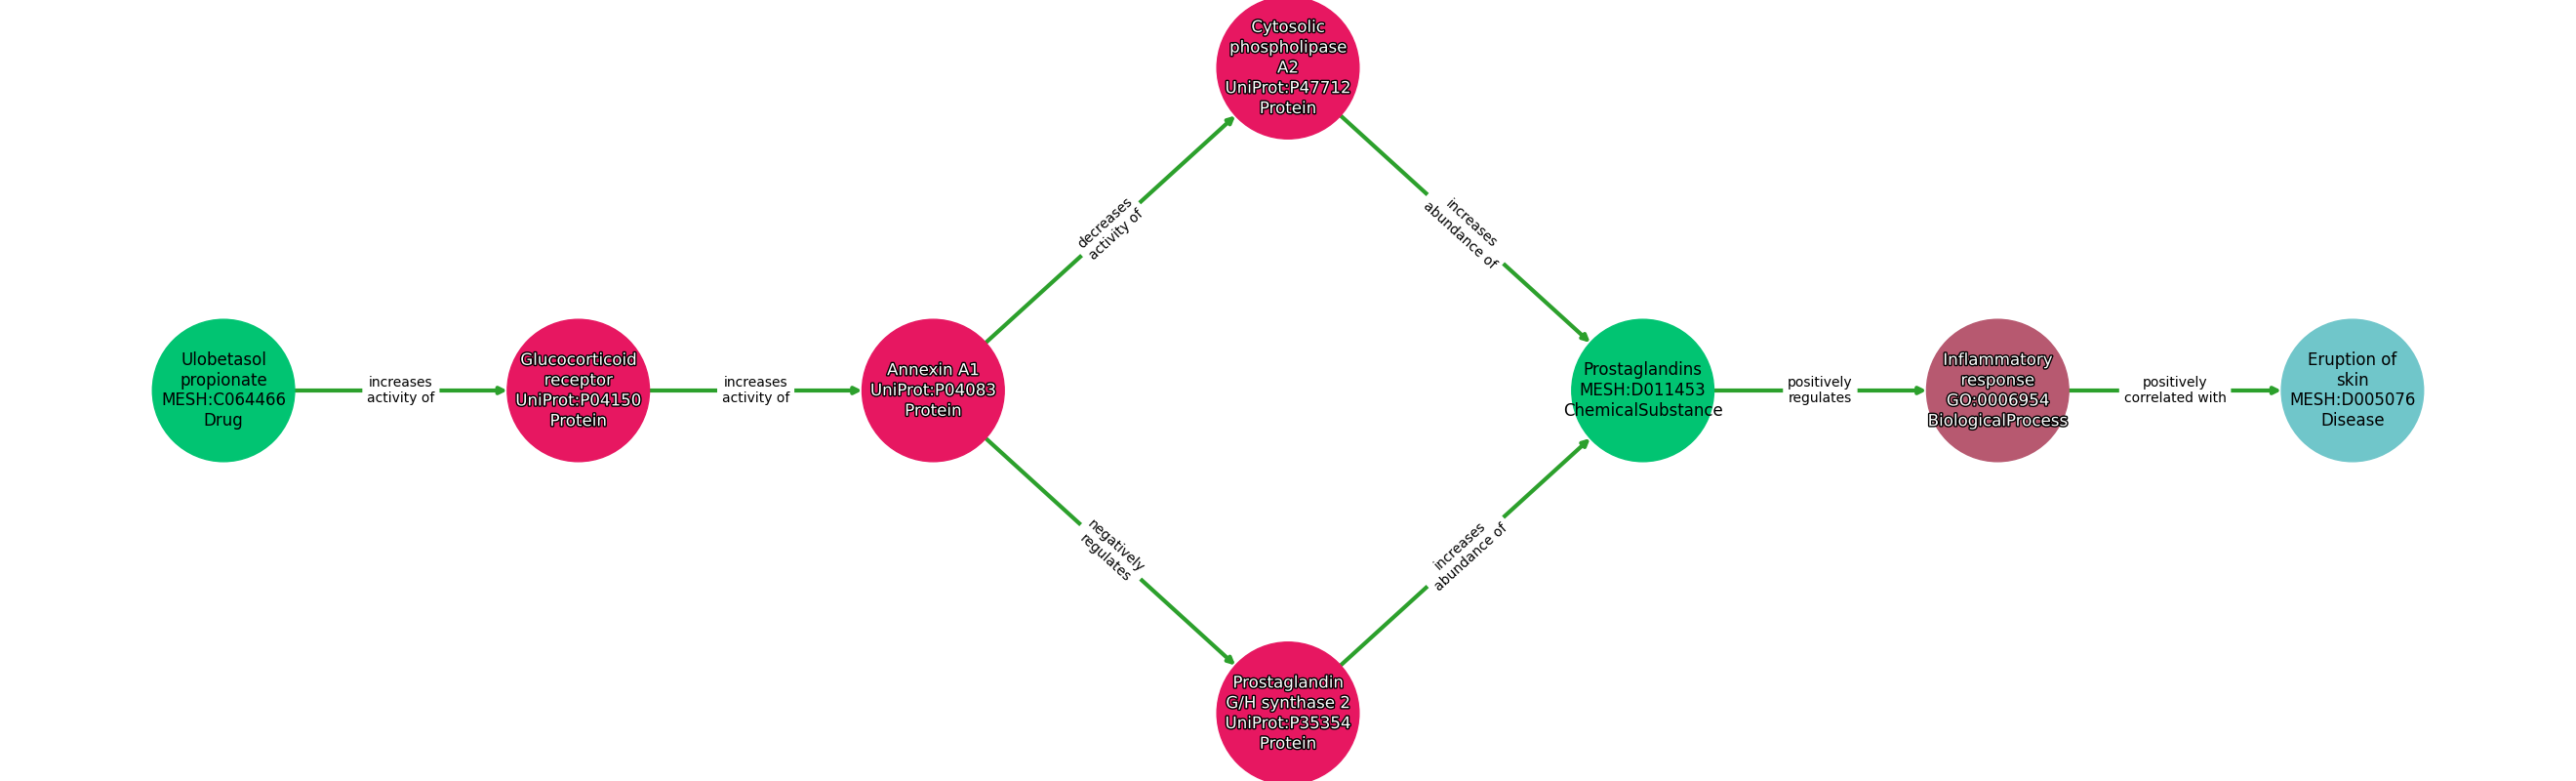 Ulobetasol
propionate
MESH:C064466
Drug
increases
activity of
Glucocorticoid
receptor
UniProt:P04150
Protein
increases
activity of
Annexin A1
UniProt:P04083
Protein
decreases
activity of
Cytosolic
phospholipase
A2
UniProt:P47712
Protein
increases
abundance of
negatively
regulates
Prostaglandin
G/H synthase 2
UniProt:P35354
Protein
increases
abundance of
Prostaglandins
MESH:D011453
ChemicalSubstance
positively
regulates
Inflammatory
response
GO:0006954
BiologicalProcess
positively
correlated with
Eruption of
skin
MESH:D005076
Disease